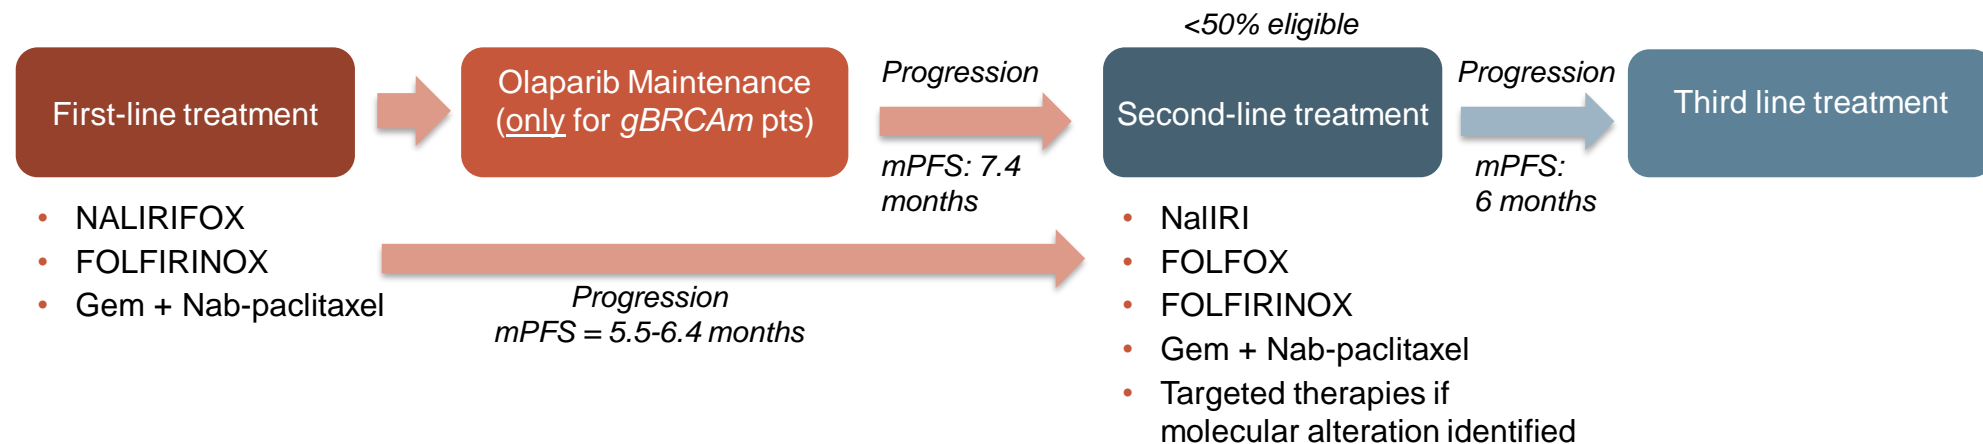 <50% eligible
First-line treatment
Olaparib Maintenance
(only for gBRCAm pts)
Progression
mPFS: 7.4
months
Second-line treatment
Progression
mPFS:
6 months
Third line treatment
• NALIRIFOX
• FOLFIRINOX
• Gem + Nab-paclitaxel
Progression
mPFS = 5.5-6.4 months
• NalIRI
• FOLFOX
• FOLFIRINOX
• Gem + Nab-paclitaxel
• Targeted therapies if
molecular alteration identified